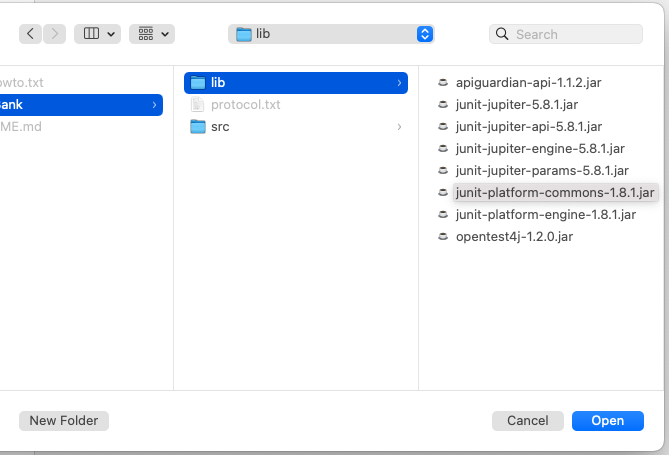 lib
Search
owto.txt
Bank
ME.md
lib
protocol.txt
src
apiguardian-api-1.1.2.jar
junit-jupiter-5.8.1.jar
junit-jupiter-api-5.8.1.jar
junit-jupiter-engine-5.8.1.jar
junit-jupiter-params-5.8.1.jar
junit-platform-commons-1.8.1.jar
junit-platform-engine-1.8.1.jar
opentest4j-1.2.0.jar
New Folder
Cancel
Open